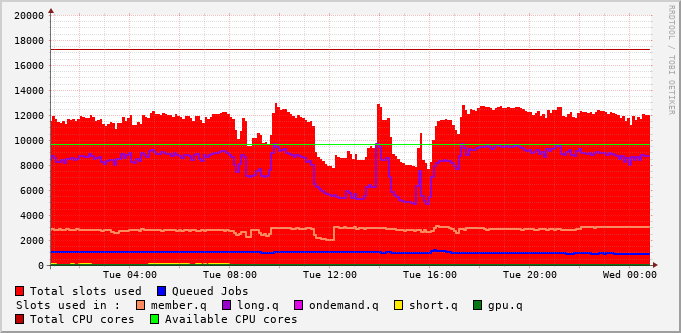 20000
18000
16000
14000
12000
10000
8000
6000
4000
2000
0
Tue 04:00 Tue 08:00 Tue 12:00 Tue 16:00 Tue 20:00 Wed 00:00
Total slots used Queued Jobs
Slots used in : member.q long.q ondemand.q short.q gpu.q
Total CPU cores Available CPU cores
RRDTOOL / TOBI OETIKER